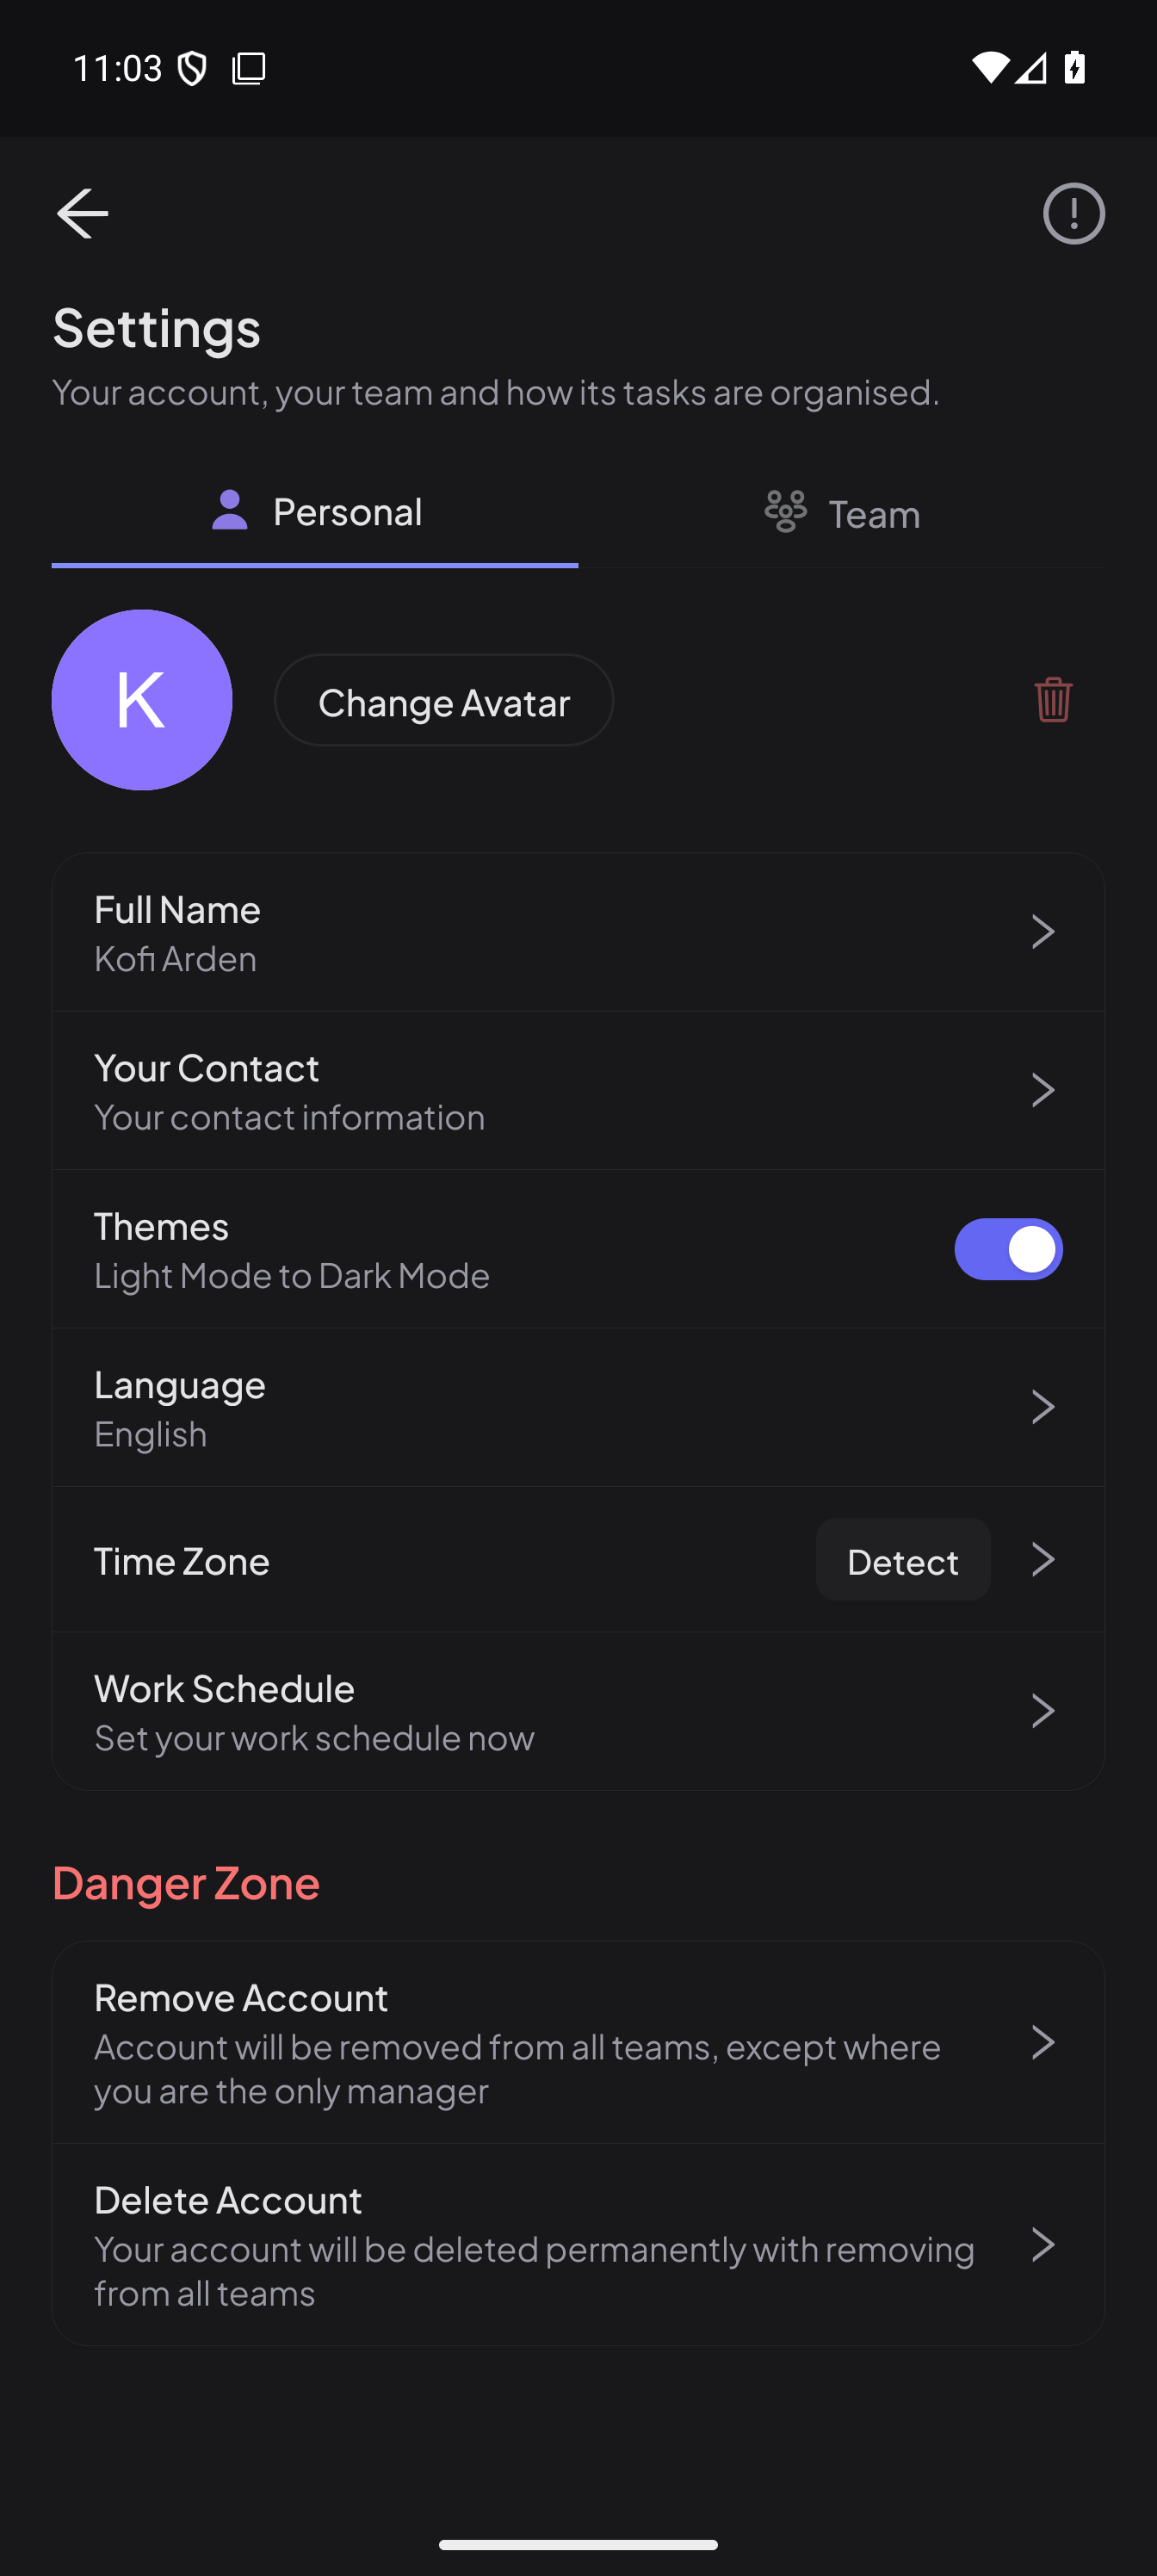 11:03
Settings
Your account, your team and how its tasks are organised.
Personal
Team
K
Change Avatar
Full Name
Kofi Arden
Your Contact
Your contact information
Themes
Light Mode to Dark Mode
Language
English
Time Zone
Detect
Work Schedule
Set your work schedule now
Danger Zone
Remove Account
Account will be removed from all teams, except where
you are the only manager
Delete Account
Your account will be deleted permanently with removing
from all teams